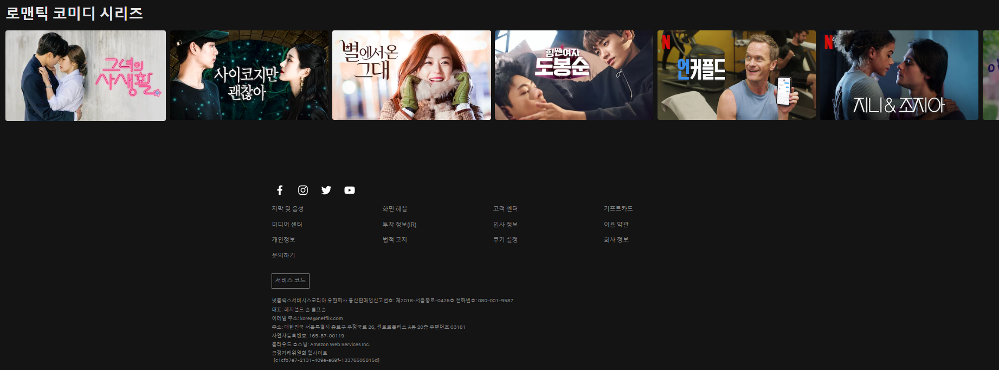 로맨틱 코미디 시리즈
그녀의
사생활
사이코지만
괜찮아
별에서 온
그대
힘쎈여자
도봉순
N
언커플드
N
지니&조지아
자막 및 음성
화면 해설
고객 센터
기프트카드
미디어 센터
투자 정보(IR)
입사 정보
이용 약관
개인정보
법적 고지
쿠키 설정
회사 정보
문의하기
서비스 코드
넷플릭스서비시스코리아 유한회사 통신판매업신고번호: 제2018-서울종로-0426호 전화번호: 080-001-9587
대표: 레지널드 숀 톰프슨
이메일 주소: korea@netflix.com
주소: 대한민국 서울특별시 종로구 우정국로 26, 센트로폴리스 A동 20층 우편번호 03161
사업자등록번호: 165-87-00119
클라우드 호스팅: Amazon Web Services Inc.
공정거래위원회 웹사이트
{c1cfb7e7-2131-409e-a69f-13376505815d}